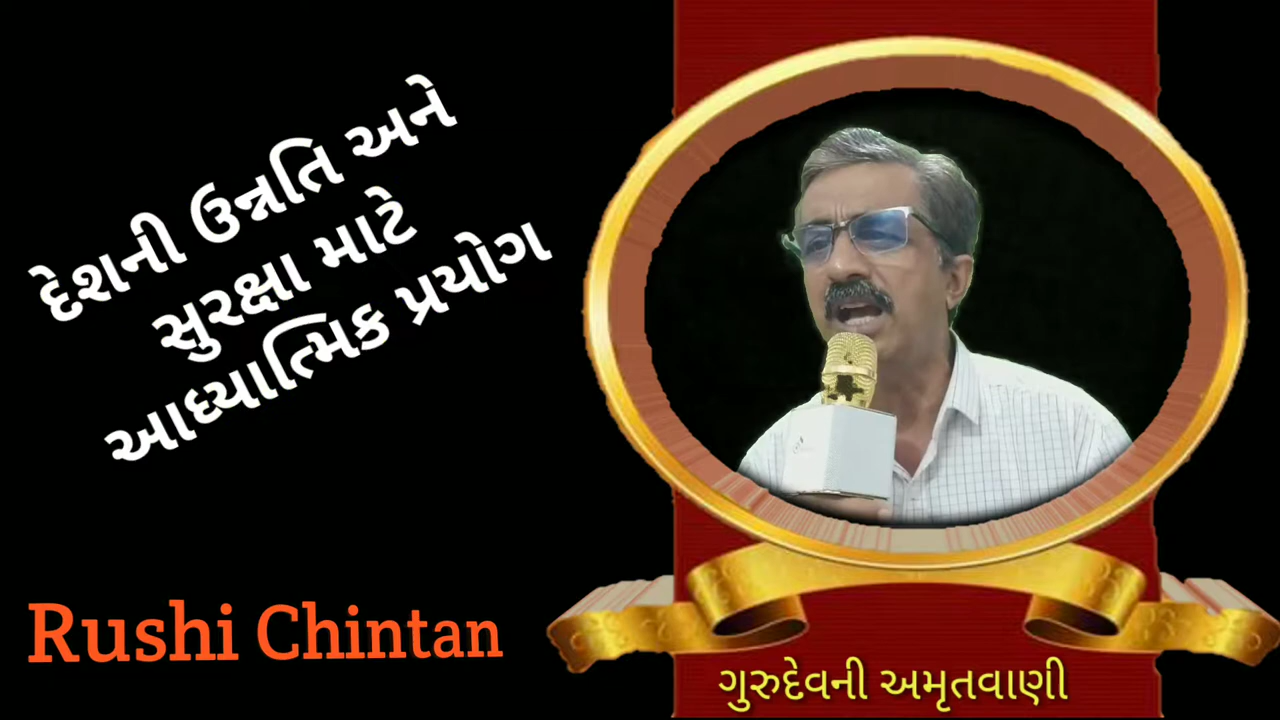 દેશની ઉન્નતિ અને
સુરક્ષા માટે
આધ્યાત્મિક પ્રયોગ
Rushi Chintan
ગુરુદેવની અમૃતવાણી